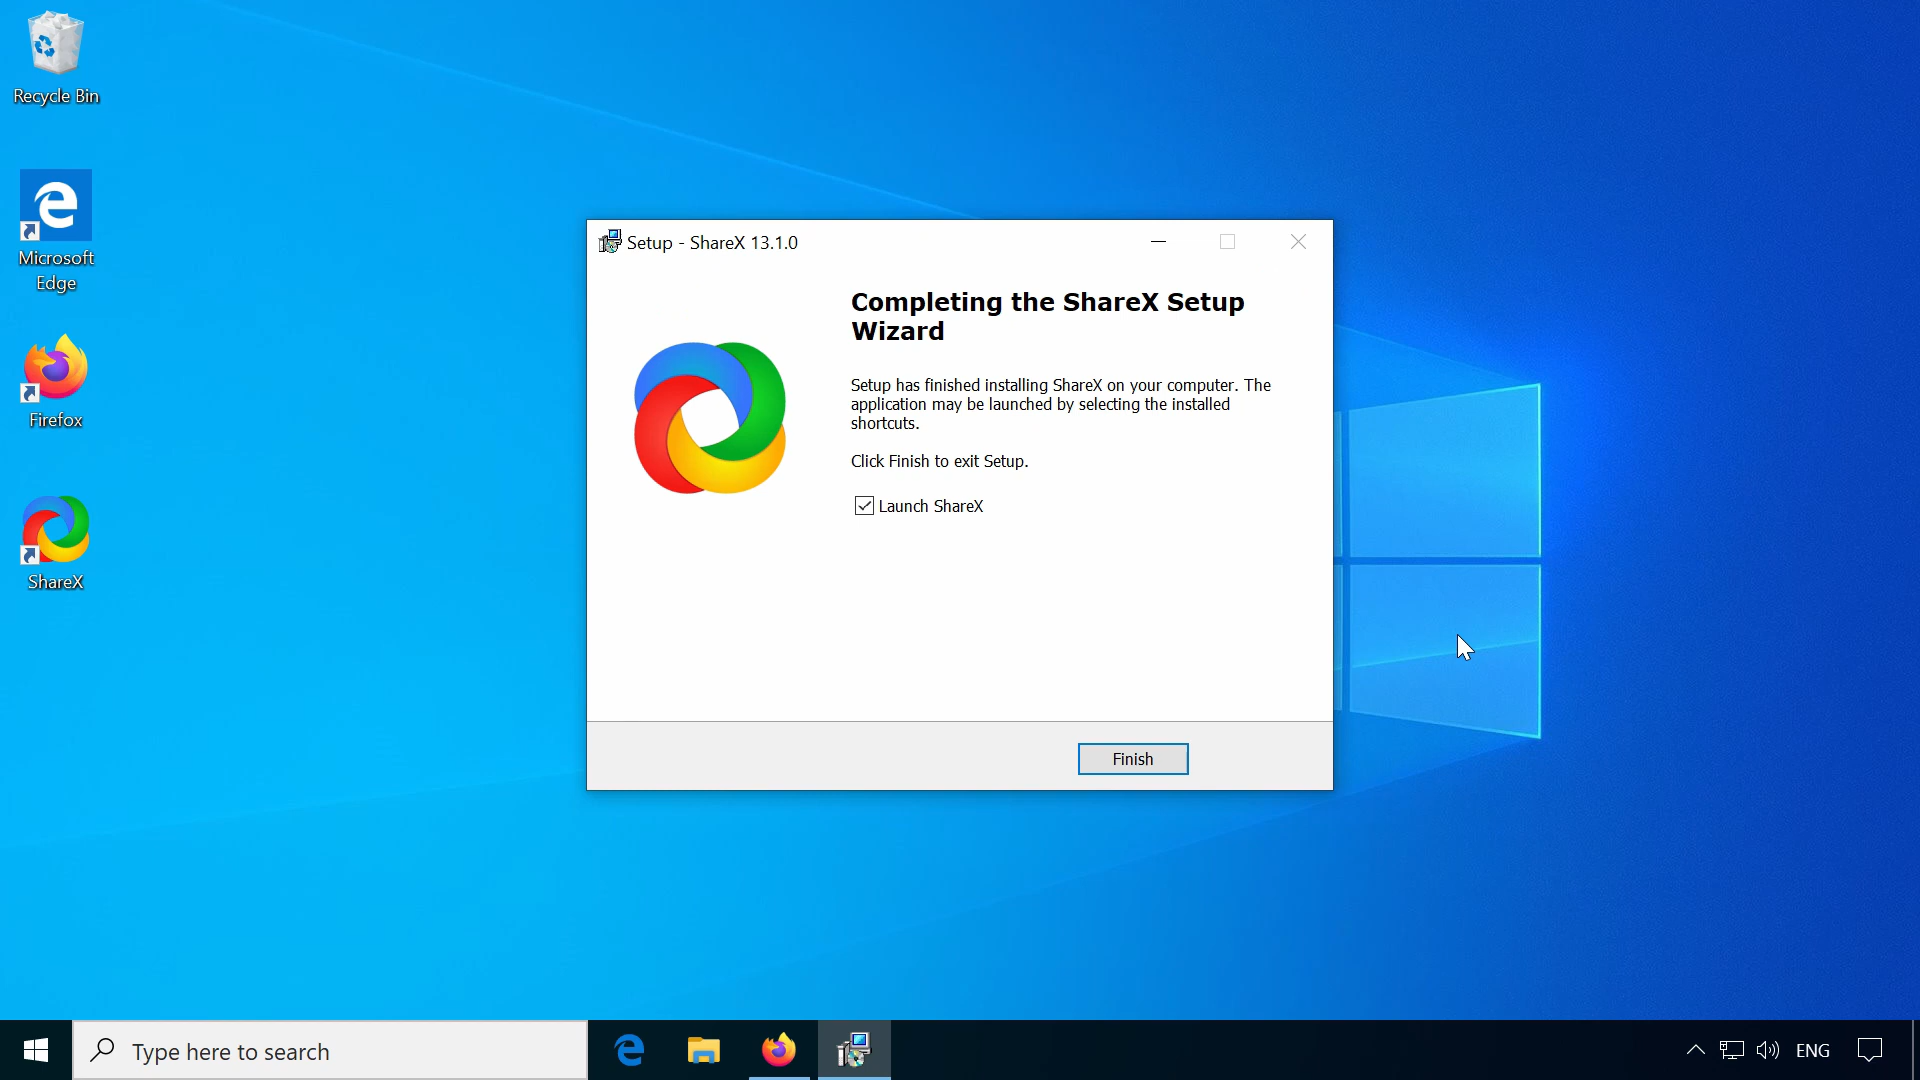 Recycle Bin
Microsoft
Edge
Firefox
ShareX
Setup - ShareX 13.1.0
Completing the ShareX Setup
Wizard
Setup has finished installing ShareX on your computer. The
application may be launched by selecting the installed
shortcuts.
Click Finish to exit Setup.
Launch ShareX
Finish
Type here to search
ENG